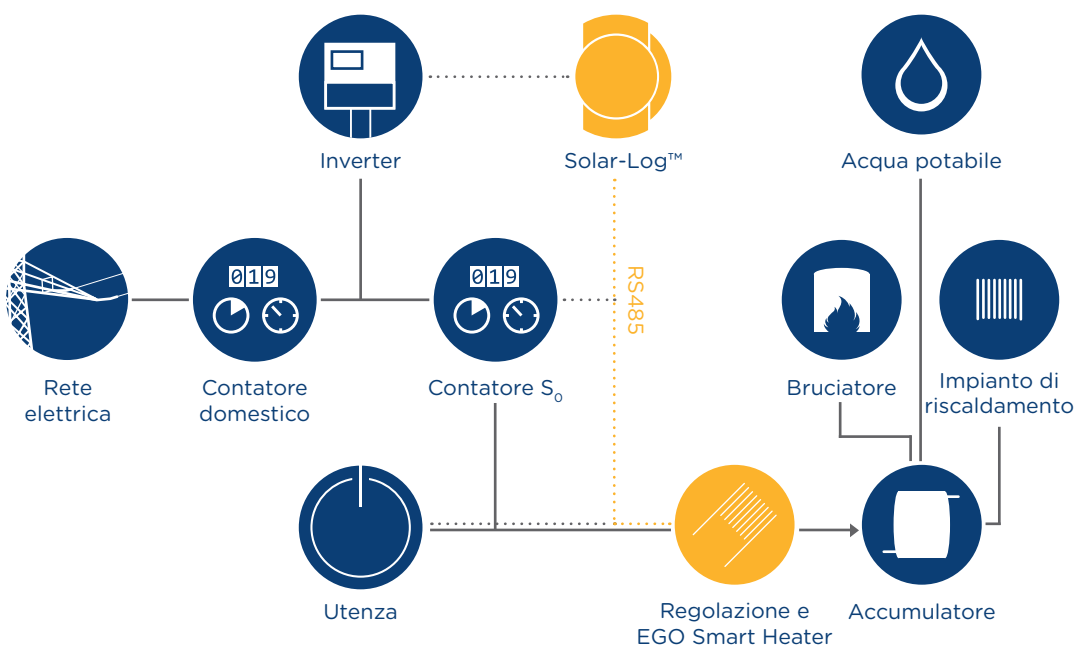 Inverter
Solar-Log™
Acqua potabile
019
019
RS485
Rete
elettrica
Contatore
domestico
Contatore S₀
Bruciatore
Impianto di
riscaldamento
Utenza
Regolazione e
EGO Smart Heater
Accumulatore